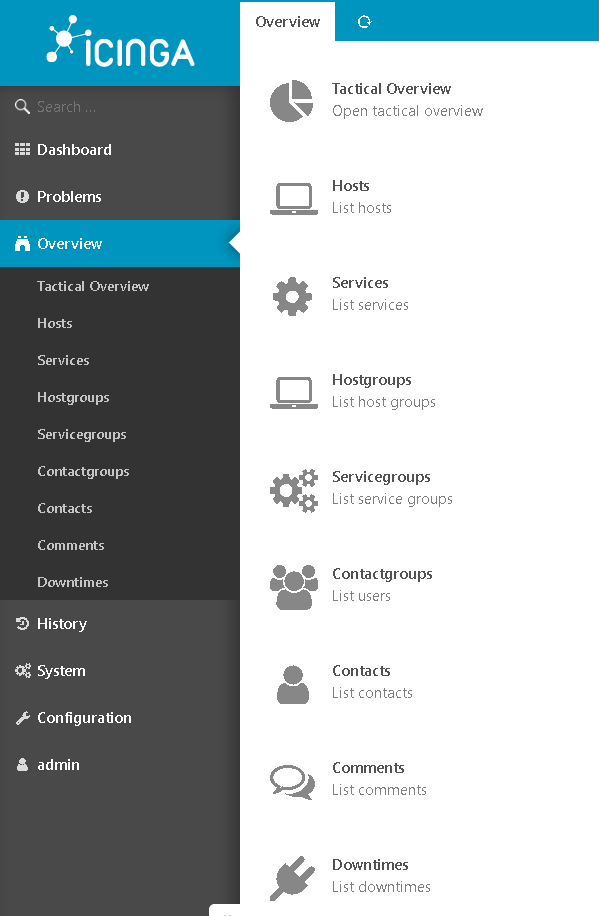 ICINGA
Search ...
Dashboard
Problems
Overview
Tactical Overview
Hosts
Services
Hostgroups
Servicegroups
Contactgroups
Contacts
Comments
Downtimes
History
System
Configuration
admin
Overview
Tactical Overview
Open tactical overview
Hosts
List hosts
Services
List services
Hostgroups
List host groups
Servicegroups
List service groups
Contactgroups
List users
Contacts
List contacts
Comments
List comments
Downtimes
List downtimes